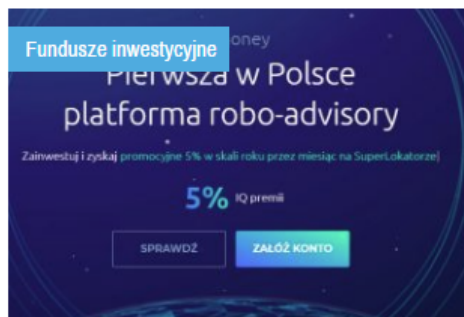 Fundusze inwestycyjne
oney
Pierwsza w Polsce
platforma robo-advisory
Zainwestuj i zyskaj promocyjne 5% w skali roku przez miesiąc na SuperLokatorze|
5% IQ premii
SPRAWDŹ
ZAŁÓŻ KONTO